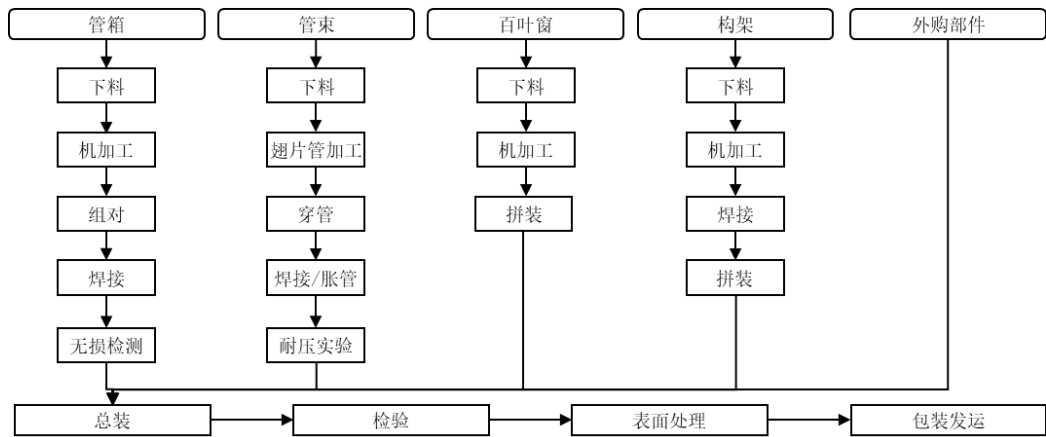 管箱
管束
百叶窗
构架
外购部件
下料
下料
下料
下料
机加工
翅片管加工
机加工
机加工
组对
穿管
拼装
焊接
焊接
焊接/胀管
拼装
无损检测
耐压实验
总装
检验
表面处理
包装发运